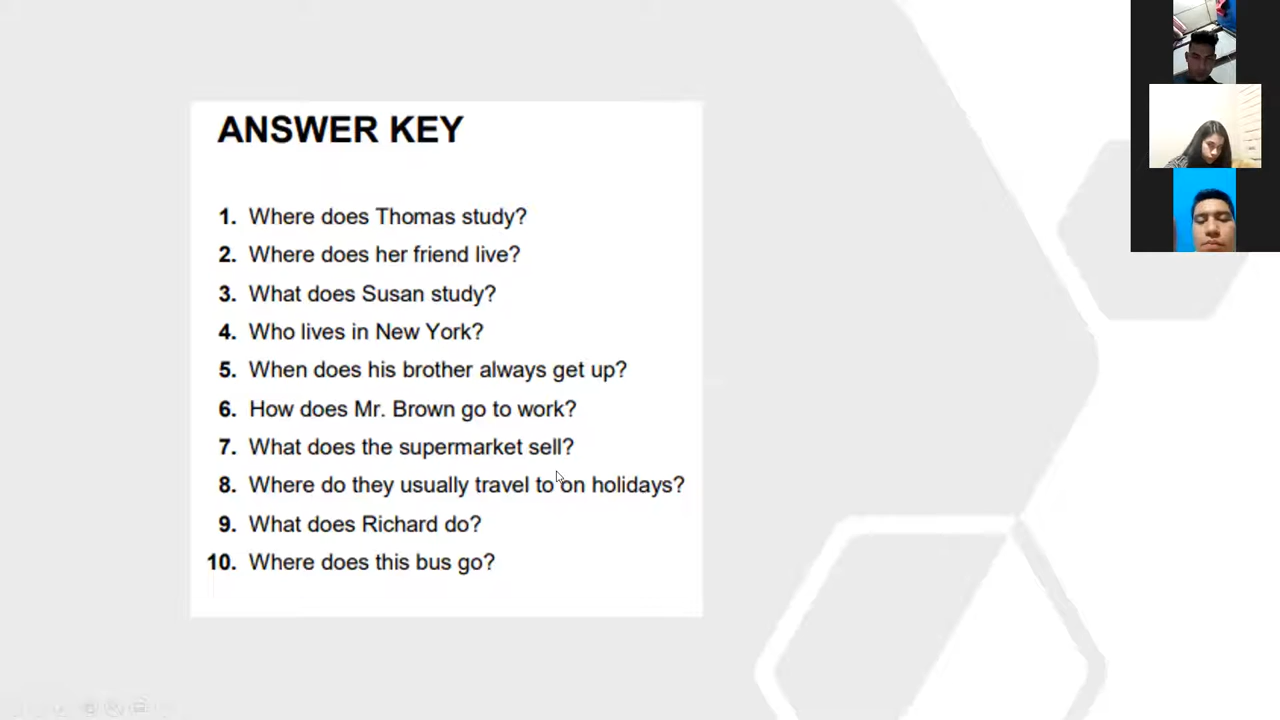 ANSWER KEY
1. Where does Thomas study?
2. Where does her friend live?
3. What does Susan study?
4. Who lives in New York?
5. When does his brother always get up?
6. How does Mr. Brown go to work?
7. What does the supermarket sell?
8. Where do they usually travel to on holidays?
9. What does Richard do?
10. Where does this bus go?